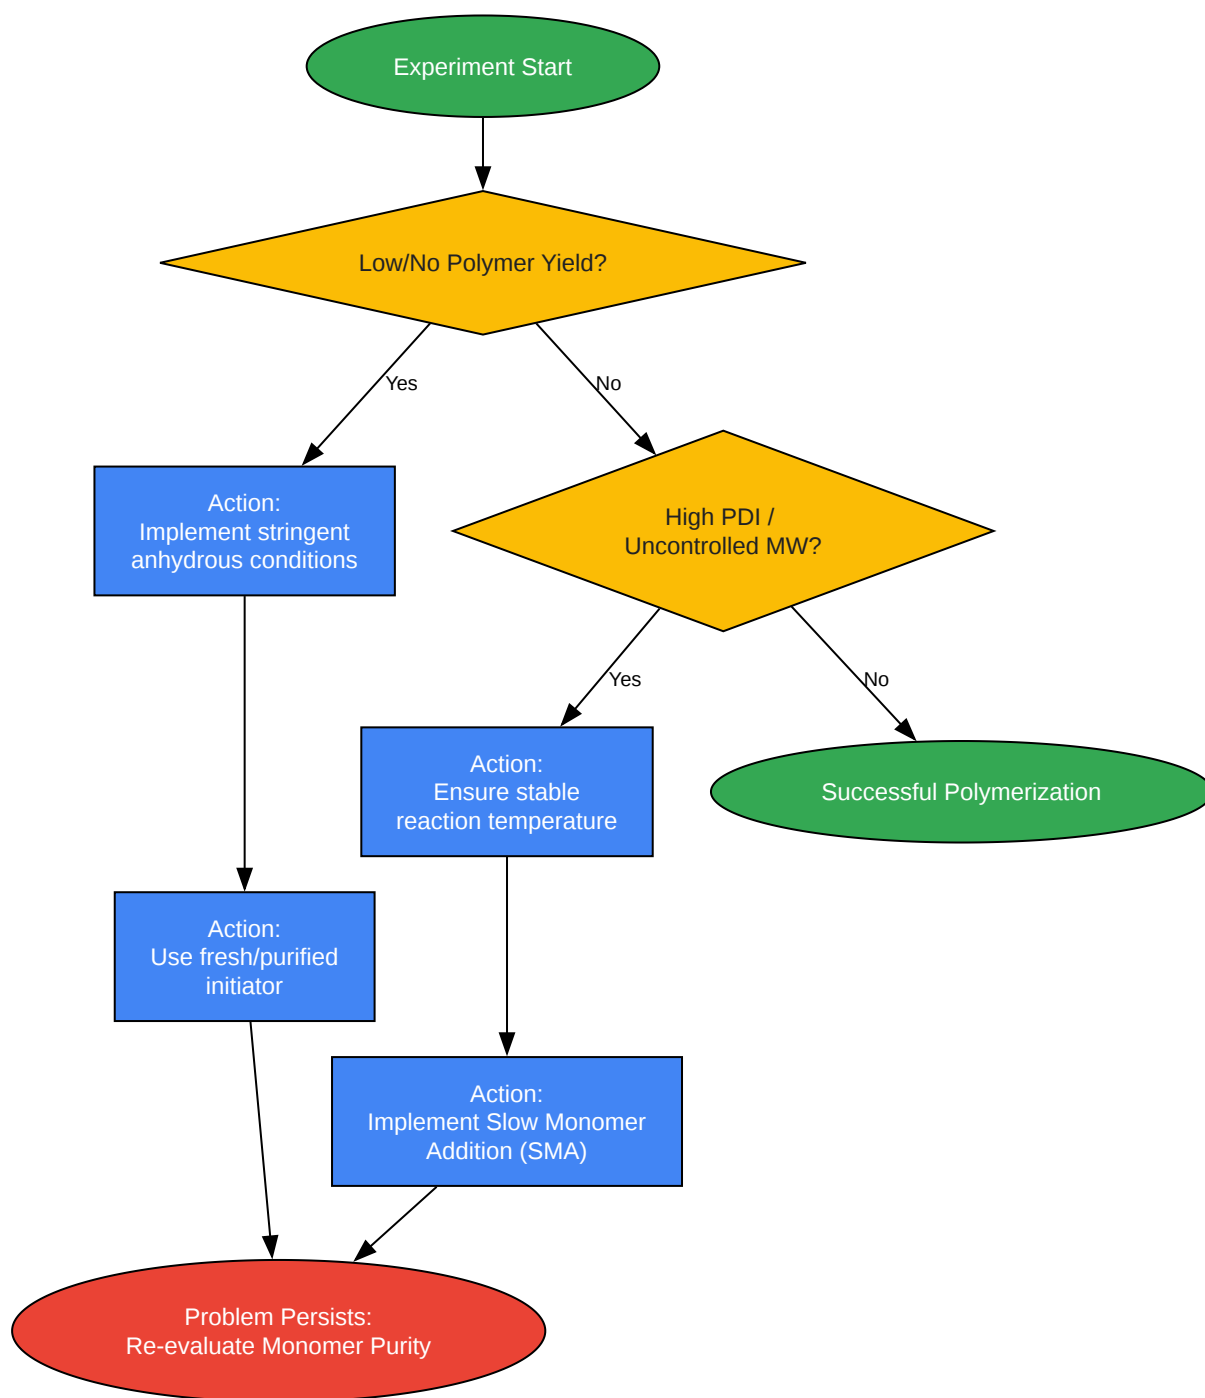 Experiment Start
Low/No Polymer Yield?
Yes
No
Action:
Implement stringent
anhydrous conditions
High PDI /
Uncontrolled MW?
Yes
No
Action:
Ensure stable
reaction temperature
Successful Polymerization
Action:
Use fresh/purified
initiator
Action:
Implement Slow Monomer
Addition (SMA)
Problem Persists:
Re-evaluate Monomer Purity